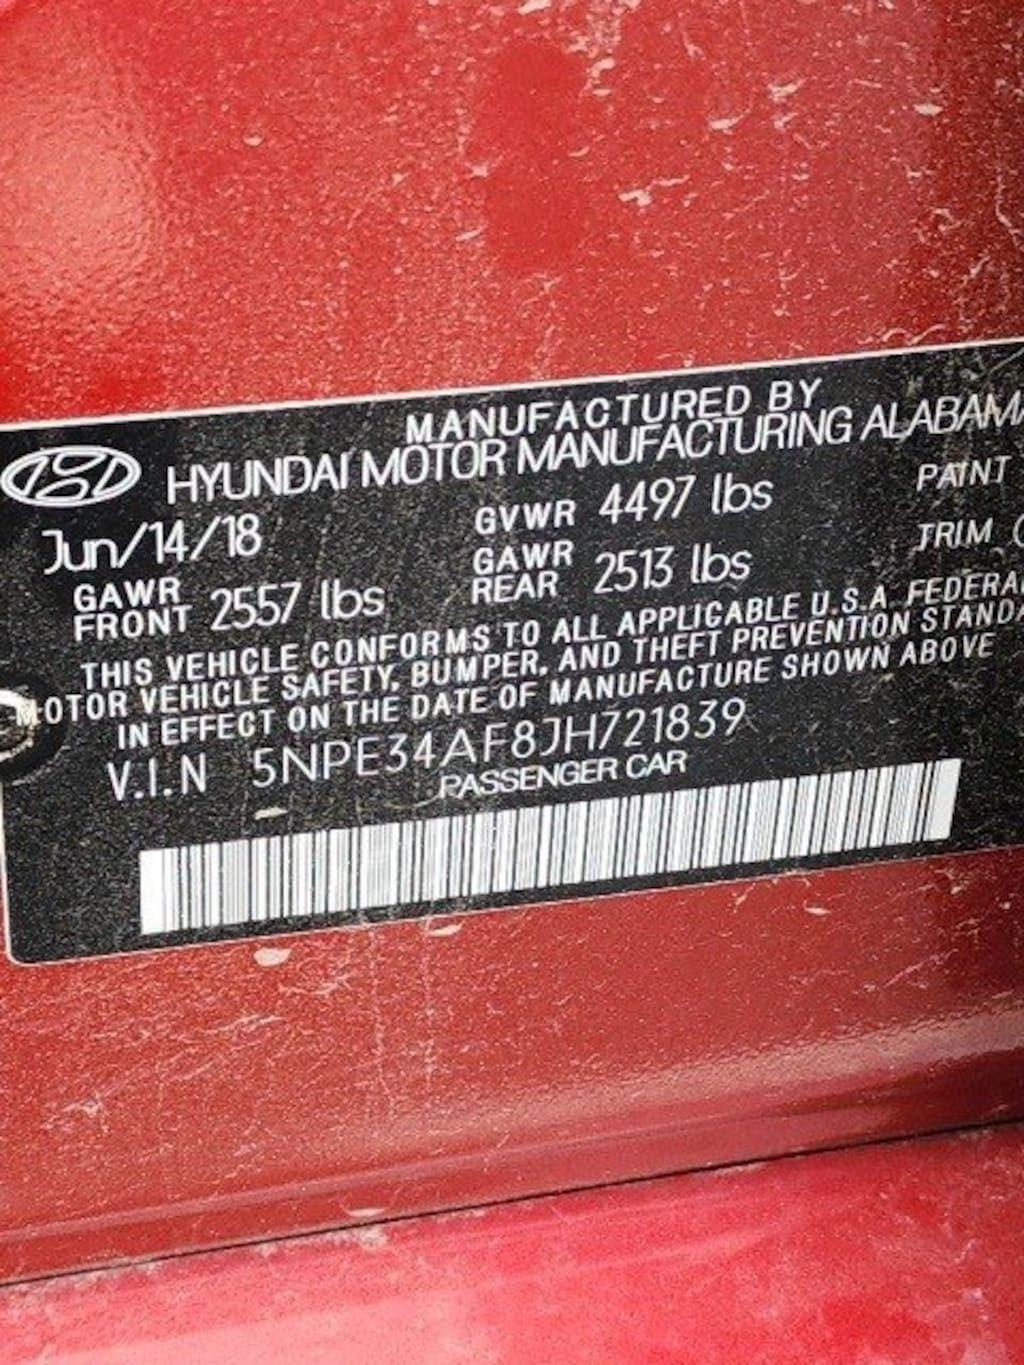 MANUFACTURED BY
HYUNDAI MOTOR MANUFACTURING ALABAMA
Jun/14/18 GVWR 4497 lbs PAINT
GAWR FRONT 2557 lbs GAWR REAR 2513 lbs TRIM
THIS VEHICLE CONFORMS TO ALL APPLICABLE U.S.A. FEDERA
MOTOR VEHICLE SAFETY, BUMPER, AND THEFT PREVENTION STANDA
IN EFFECT ON THE DATE OF MANUFACTURE SHOWN ABOVE
V.I.N 5NPE34AF8JH721839
PASSENGER CAR